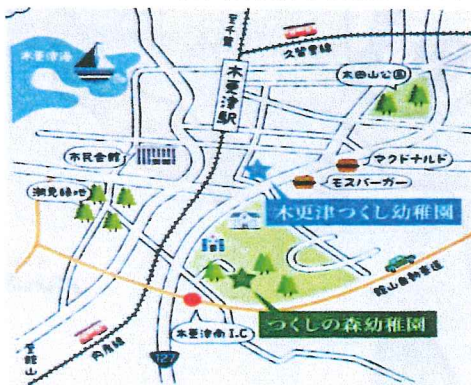 至千葉
久留里線
木更津港
木更津駅
太田山公園
市民会館
マクドナルド
モスバーガー
潮見緑地
木更津つくし幼稚園
館山自動車道
つくしの森幼稚園
木更津南I.C
至館山
内房線
127